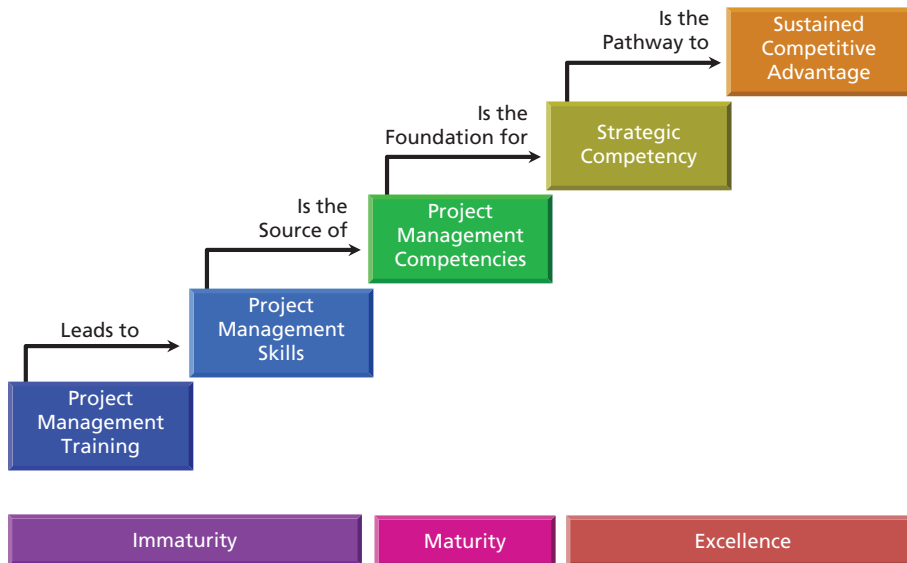 Is the
Pathway to
Sustained
Competitive
Advantage
Is the
Foundation for
Strategic
Competency
Is the
Source of
Project
Management
Competencies
Leads to
Project
Management
Skills
Project
Management
Training
Immaturity
Maturity
Excellence